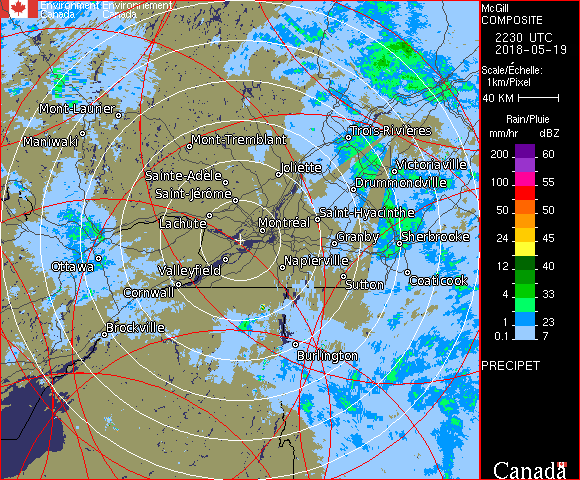 Environment Environnement
Canada Canada
McGill
COMPOSITE
2230 UTC
2018-05-19
Scale/Échelle:
1km/Pixel
40 KM
Rain/Pluie
mm/hr dBZ
200 60
100 55
50 50
24 45
12 40
4 33
1 23
0.1 7
PRECIPET
Canada
Mont-Laurier
Maniwaki
Mont-Tremblant
Trois-Rivières
Joliette
Victoriaville
Sainte-Adèle
Drummondville
Saint-Jérôme
Lachute
Saint-Hyacinthe
Montréal
Granby
Sherbrooke
Ottawa
Valleyfield
Napierville
Sutton
Coaticook
Cornwall
Brockville
Burlington